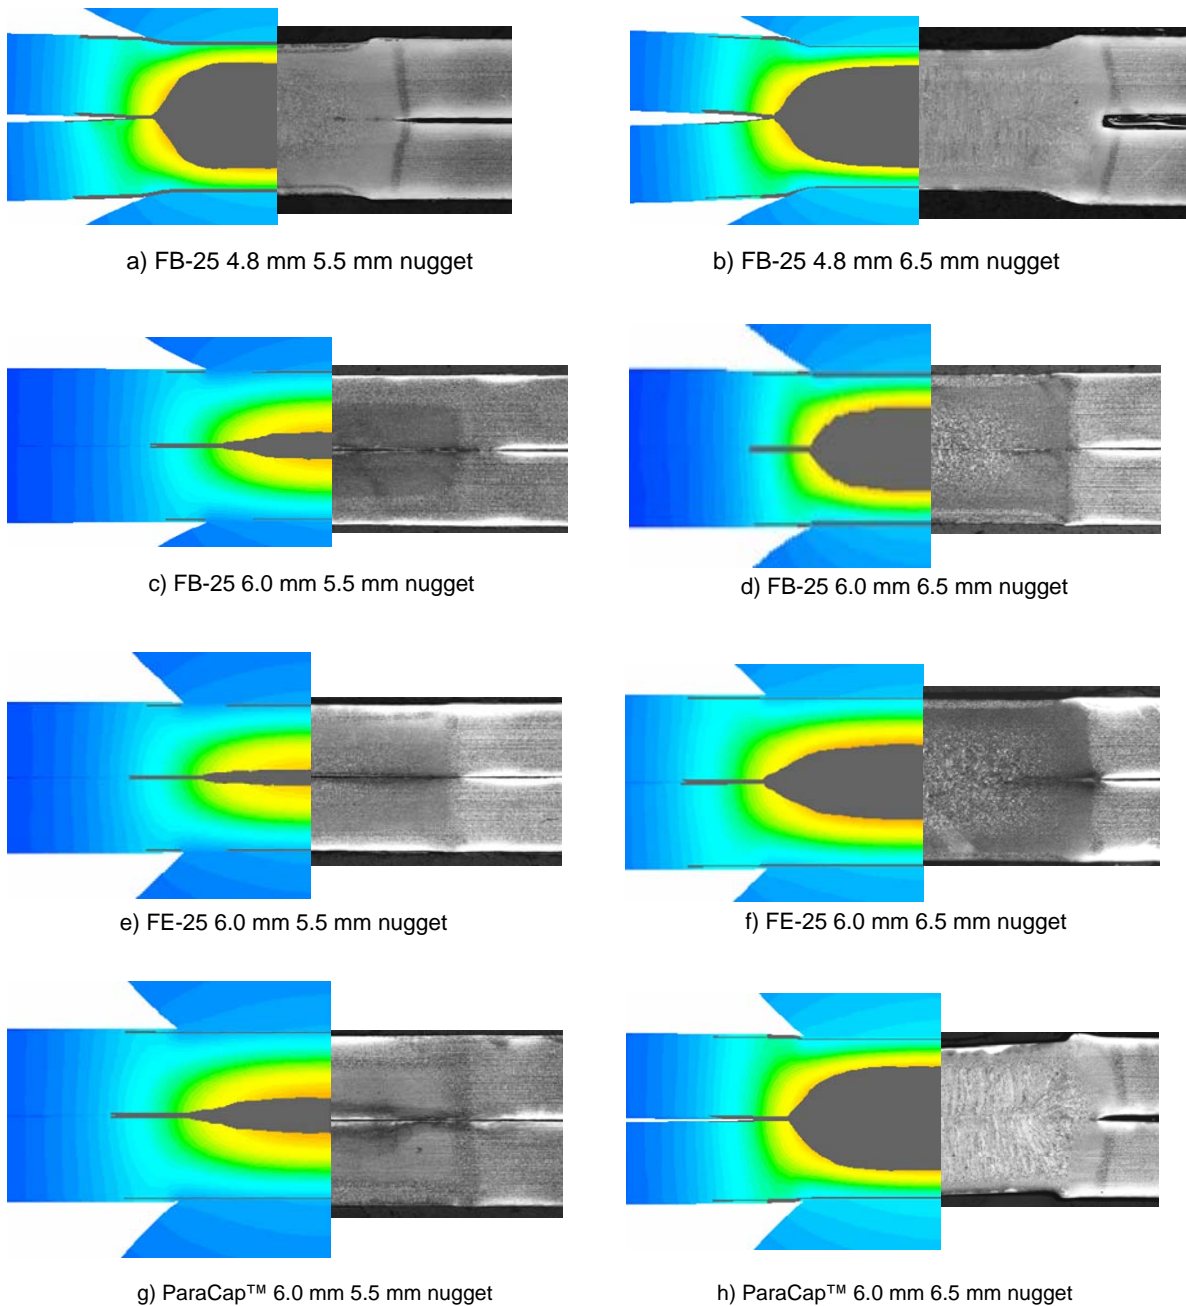 a) FB-25 4.8 mm 5.5 mm nugget
b) FB-25 4.8 mm 6.5 mm nugget
c) FB-25 6.0 mm 5.5 mm nugget
d) FB-25 6.0 mm 6.5 mm nugget
e) FE-25 6.0 mm 5.5 mm nugget
f) FE-25 6.0 mm 6.5 mm nugget
g) ParaCap™ 6.0 mm 5.5 mm nugget
h) ParaCap™ 6.0 mm 6.5 mm nugget